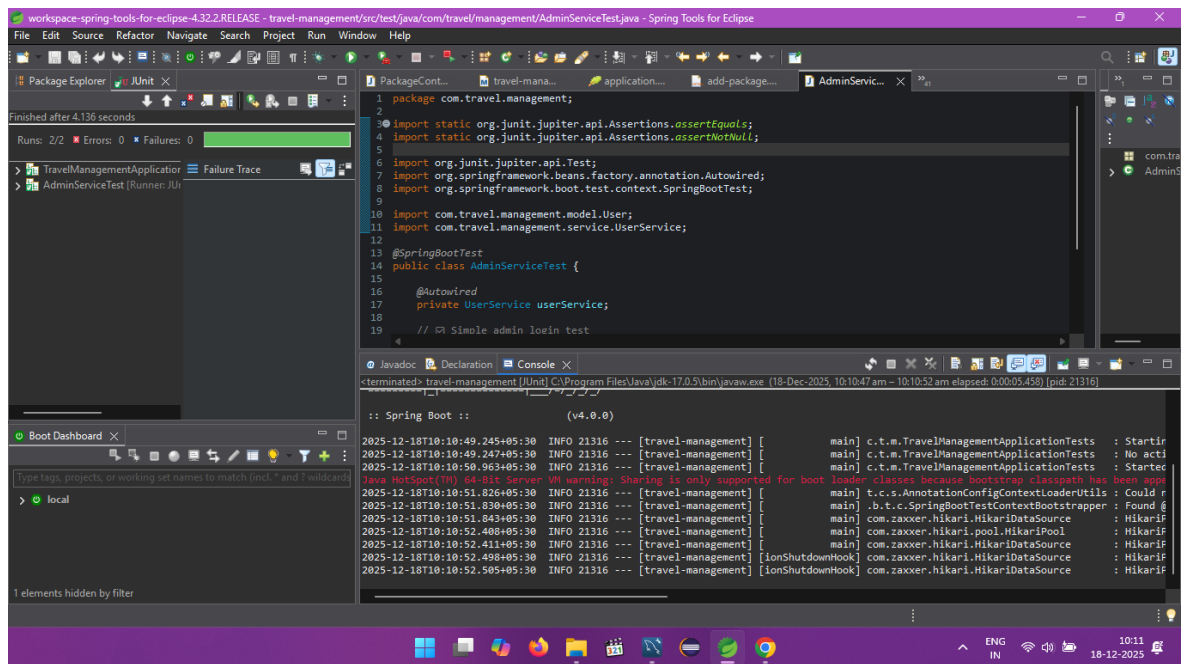 workspace-spring-tools-for-eclipse-4.32.2.RELEASE - travel-management/src/test/java/com/travel/management/AdminServiceTest.java - Spring Tools for Eclipse
File Edit Source Refactor Navigate Search Project Run Window Help
Package Explorer JUnit
Finished after 4.136 seconds
Runs: 2/2 Errors: 0 Failures: 0
TravelManagementApplication
AdminServiceTest [Runner: JU
Failure Trace
Boot Dashboard
Type tags, projects, or working set names to match (incl. * and ? wildcards
local
1 elements hidden by filter
PackageCont... travel-mana... application.... add-package.... AdminServic... 41
1 package com.travel.management;
2
3 import static org.junit.jupiter.api.Assertions.assertEquals;
4 import static org.junit.jupiter.api.Assertions.assertNotNull;
5
6 import org.junit.jupiter.api.Test;
7 import org.springframework.beans.factory.annotation.Autowired;
8 import org.springframework.boot.test.context.SpringBootTest;
9
10 import com.travel.management.model.User;
11 import com.travel.management.service.UserService;
12
13 @SpringBootTest
14 public class AdminServiceTest {
15
16 @Autowired
17 private UserService userService;
18
19 // ☑ Simple admin login test
1
com.tra
AdminS
Javadoc Declaration Console
<terminated> travel-management [JUnit] C:\Program Files\Java\jdk-17.0.5\bin\javaw.exe (18-Dec-2025, 10:10:47 am – 10:10:52 am elapsed: 0:00:05.458) [pid: 21316]
:: Spring Boot :: (v4.0.0)
2025-12-18T10:10:49.245+05:30 INFO 21316 --- [travel-management] [ main] c.t.m.TravelManagementApplicationTests : Startin
2025-12-18T10:10:49.247+05:30 INFO 21316 --- [travel-management] [ main] c.t.m.TravelManagementApplicationTests : No acti
2025-12-18T10:10:50.963+05:30 INFO 21316 --- [travel-management] [ main] c.t.m.TravelManagementApplicationTests : Started
Java HotSpot(TM) 64-Bit Server VM warning: Sharing is only supported for boot loader classes because bootstrap classpath has been appe
2025-12-18T10:10:51.826+05:30 INFO 21316 --- [travel-management] [ main] t.c.s.AnnotationConfigContextLoaderUtils : Could n
2025-12-18T10:10:51.830+05:30 INFO 21316 --- [travel-management] [ main] .b.t.c.SpringBootTestContextBootstrapper : Found @
2025-12-18T10:10:51.843+05:30 INFO 21316 --- [travel-management] [ main] com.zaxxer.hikari.HikariDataSource : HikariP
2025-12-18T10:10:52.408+05:30 INFO 21316 --- [travel-management] [ main] com.zaxxer.hikari.pool.HikariPool : HikariP
2025-12-18T10:10:52.411+05:30 INFO 21316 --- [travel-management] [ main] com.zaxxer.hikari.HikariDataSource : HikariP
2025-12-18T10:10:52.498+05:30 INFO 21316 --- [travel-management] [ionShutdownHook] com.zaxxer.hikari.HikariDataSource : HikariP
2025-12-18T10:10:52.505+05:30 INFO 21316 --- [travel-management] [ionShutdownHook] com.zaxxer.hikari.HikariDataSource : HikariP
321
ENG
IN
10:11
18-12-2025